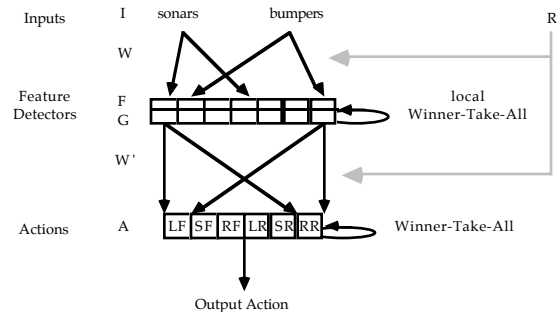 Inputs I sonars bumpers R
W
Feature Detectors F G local Winner-Take-All
W'
Actions A LF SF RF LR SR RR Winner-Take-All
Output Action